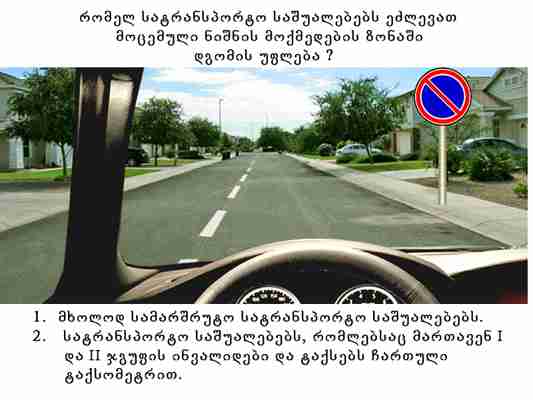 რომელ სატრანსპორტო საშუალებებს ეძლევათ
მოცემული ნიშნის მოქმედების ზონაში
დგომის უფლება ?
1. მხოლოდ სამარშრუტო სატრანსპორტო საშუალებებს.
2. სატრანსპორტო საშუალებებს, რომლებსაც მართავენ I
და II ჯგუფის ინვალიდები და ტაქსებს ჩართული
ტაქსომეტრით.